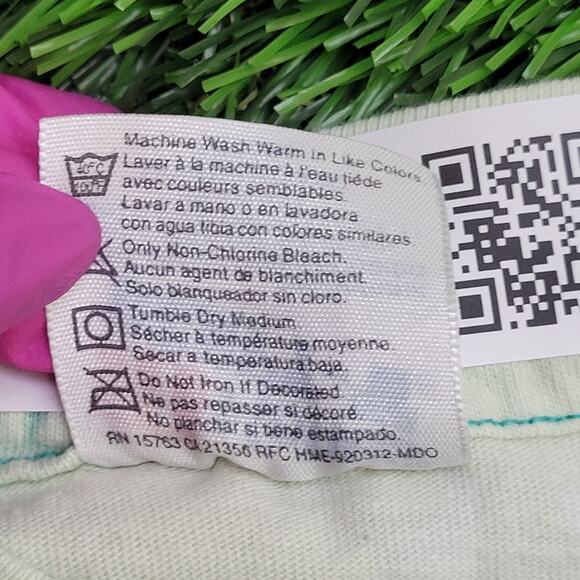 Machine Wash Warm in Like Colors
Laver à la machine à l'eau tiéde
avec couleurs semblables.
Lavar a mano o en lavadora
con agua tibia con colores similares
Only Non-Chlorine Bleach.
Aucun agent de blanchiment.
Solo blanqueador sin cloro.
Tumble Dry Medium.
Sécher à température moyenne.
Secar a temperatura baja.
Do Not Iron If Decorated.
Ne pas repasser si décoré.
No planchar si tiene estampado.
RN 15763 CA 21356 RFC HME-920312-MDO